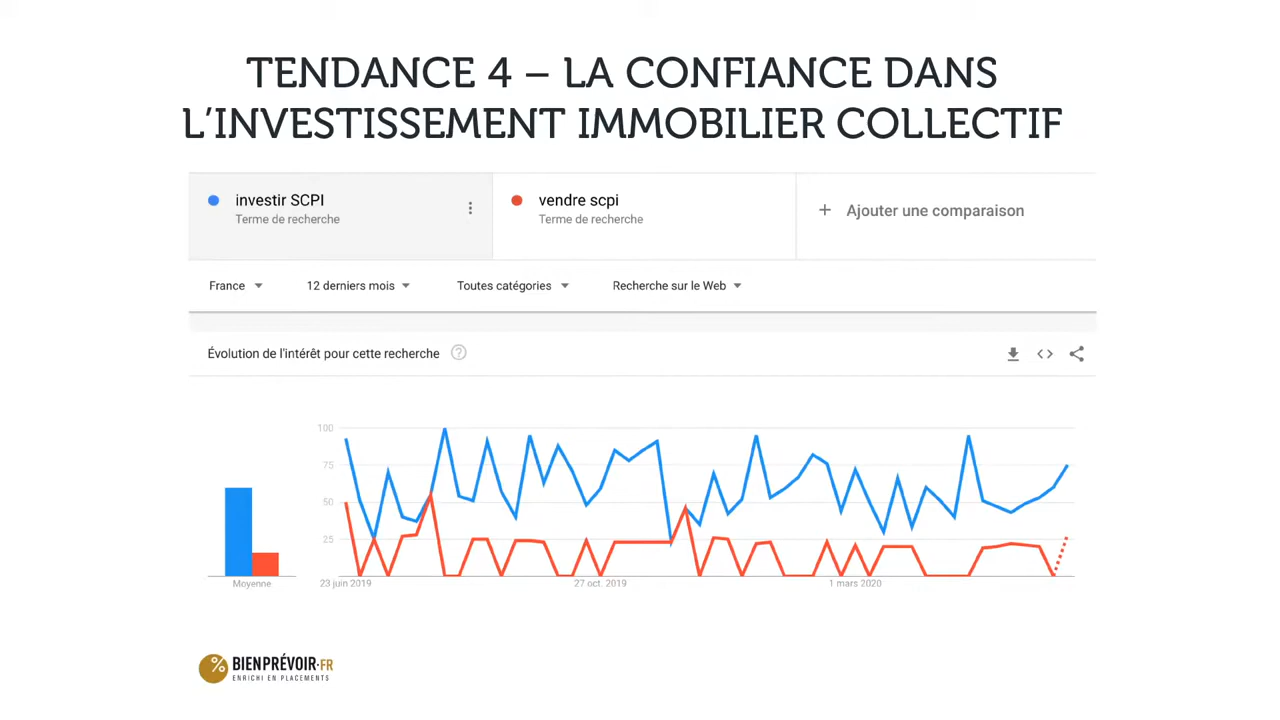 TENDANCE 4 – LA CONFIANCE DANS
L'INVESTISSEMENT IMMOBILIER COLLECTIF
investir SCPI
Terme de recherche
vendre scpi
Terme de recherche
+ Ajouter une comparaison
France
12 derniers mois
Toutes catégories
Recherche sur le Web
Évolution de l'intérêt pour cette recherche ?
100
75
50
25
Moyenne
23 juin 2019
27 oct. 2019
1 mars 2020
% BIENPRÉVOIR·FR
ENRICHI EN PLACEMENTS